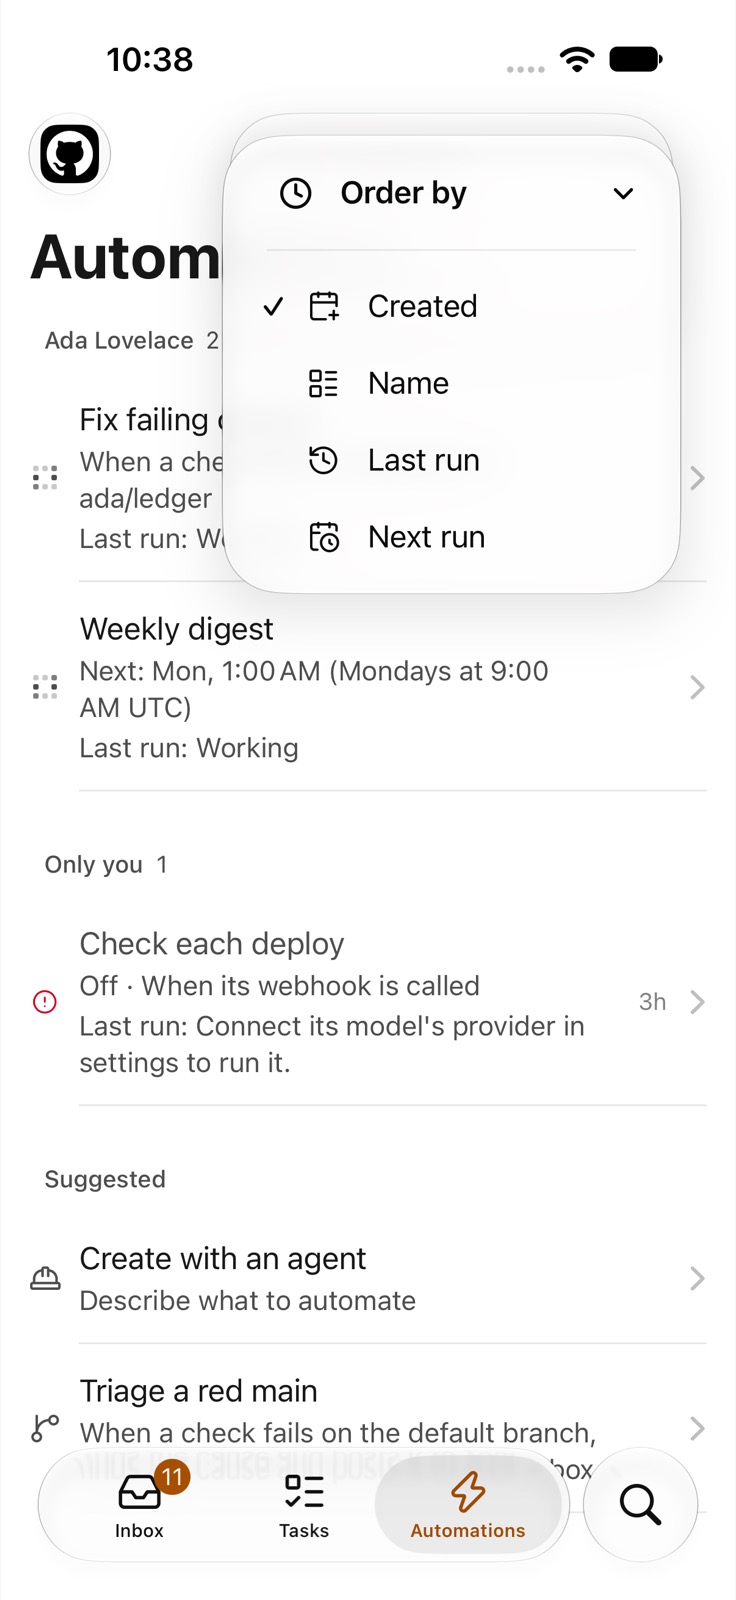 10:38
Order by
Created
Name
Last run
Next run
Autom
Ada Lovelace 2
Fix failing
When a che
ada/ledger
Last run: W
Weekly digest
Next: Mon, 1:00 AM (Mondays at 9:00
AM UTC)
Last run: Working
Only you 1
Check each deploy
Off · When its webhook is called
3h
Last run: Connect its model's provider in
settings to run it.
Suggested
Create with an agent
Describe what to automate
Triage a red main
When a check fails on the default branch,
box
11
Inbox
Tasks
Automations